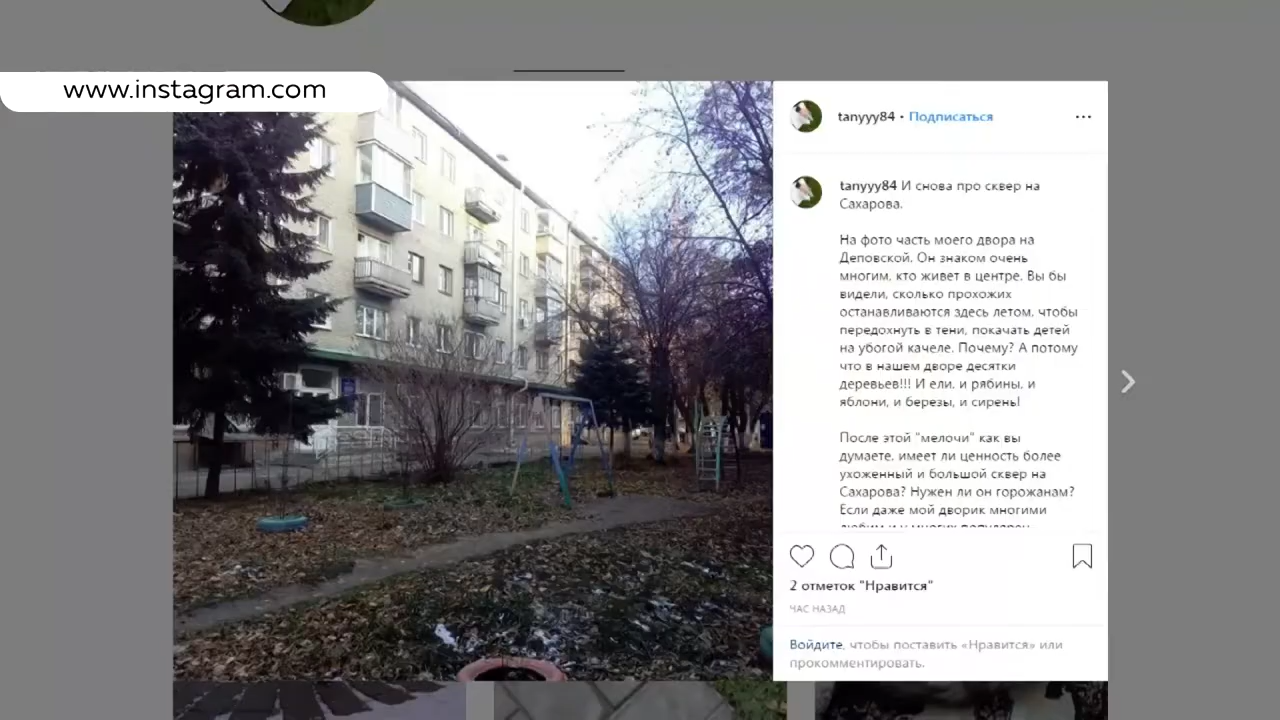 www.instagram.com
tanyyy84 • Подписаться
tanyyy84 И снова про сквер на
Сахарова.
На фото часть моего двора на
Деповской. Он знаком очень
многим, кто живет в центре. Вы бы
видели, сколько прохожих
останавливаются здесь летом, чтобы
передохнуть в тени, покачать детей
на убогой качеле. Почему? А потому
что в нашем дворе десятки
деревьев!!! И ели, и рябины, и
яблони, и березы, и сирень!
После этой "мелочи" как вы
думаете, имеет ли ценность более
ухоженный и большой сквер на
Сахарова? Нужен ли он горожанам?
Если даже мой дворик многими
любим и у многих популярен
2 отметок "Нравится"
ЧАС НАЗАД
Войдите, чтобы поставить «Нравится» или
прокомментировать.